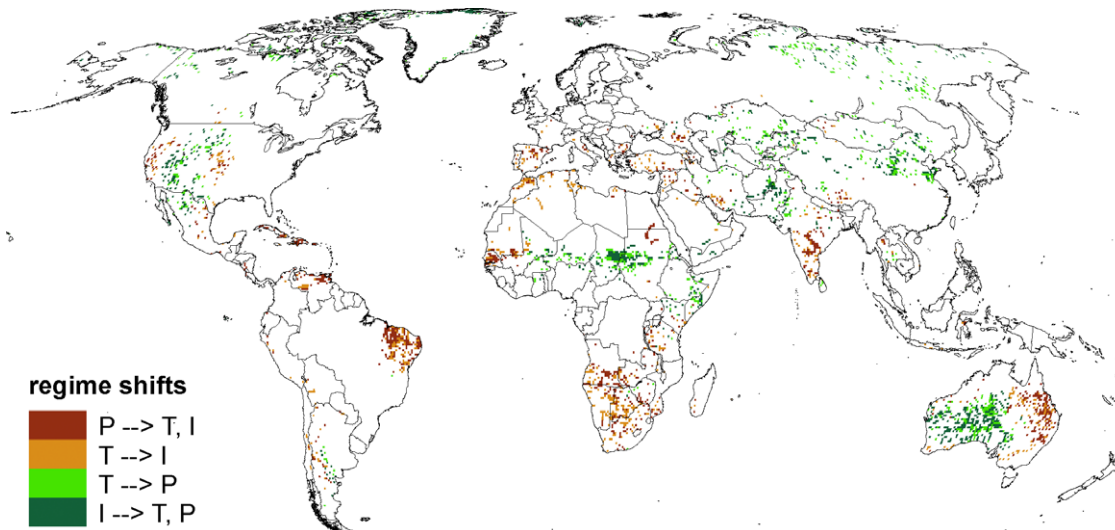 regime shifts
P --> T, I
T --> I
T --> P
I --> T, P